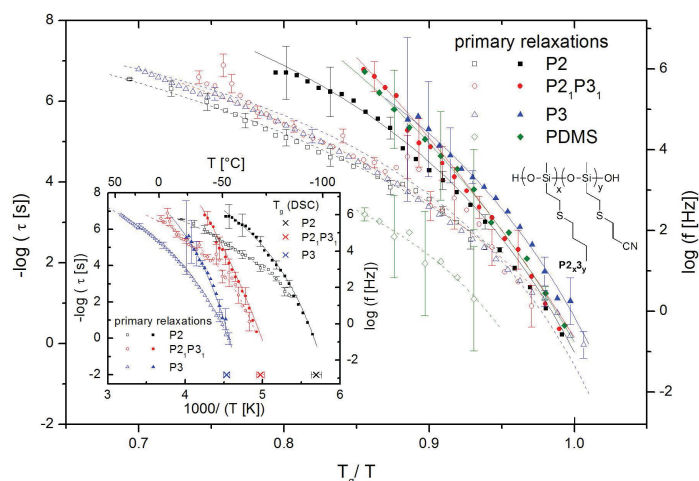 primary relaxations
P2
P2₁P3₁
P3
PDMS
-log (τ [s])
8
6
4
2
0
-2
0.7
0.8
0.9
1.0
T_g/ T
log (f [Hz])
6
4
2
0
-2
T [°C]
50
0
-50
-100
T_g (DSC)
P2
P2₁P3₁
P3
-log (τ [s])
8
6
4
2
0
-2
log (f [Hz])
6
4
2
0
-2
primary relaxations
P2
P2₁P3₁
P3
3
4
5
6
1000/ (T [K])
H(O-Si)x(O-Si)y-OH
S
S
CN
P2ₓ3ᵧ